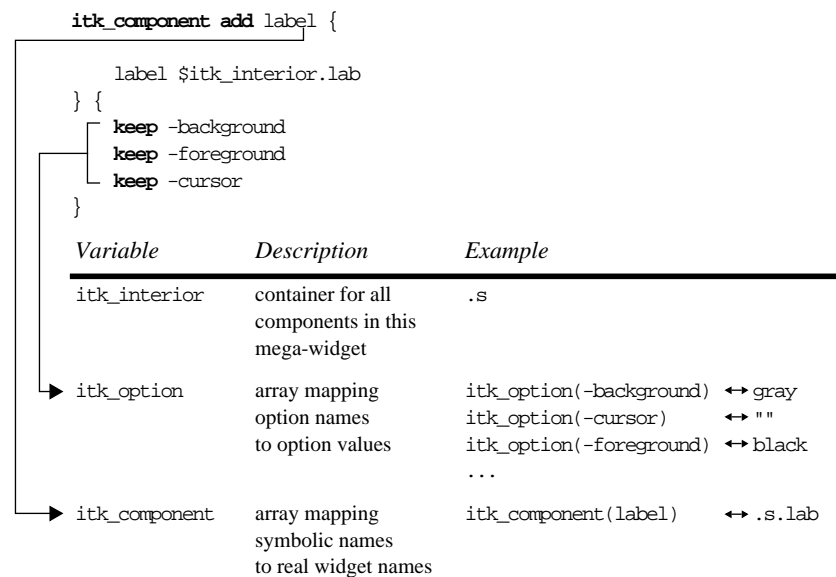 itk_component add label {
label $itk_interior.lab
} {
keep -background
keep -foreground
keep -cursor
}
Variable Description Example
itk_interior container for all .s
components in this
mega-widget
itk_option array mapping itk_option(-background) ↔ gray
option names itk_option(-cursor) ↔ ""
to option values itk_option(-foreground) ↔ black
...
itk_component array mapping itk_component(label) ↔ .s.lab
symbolic names
to real widget names